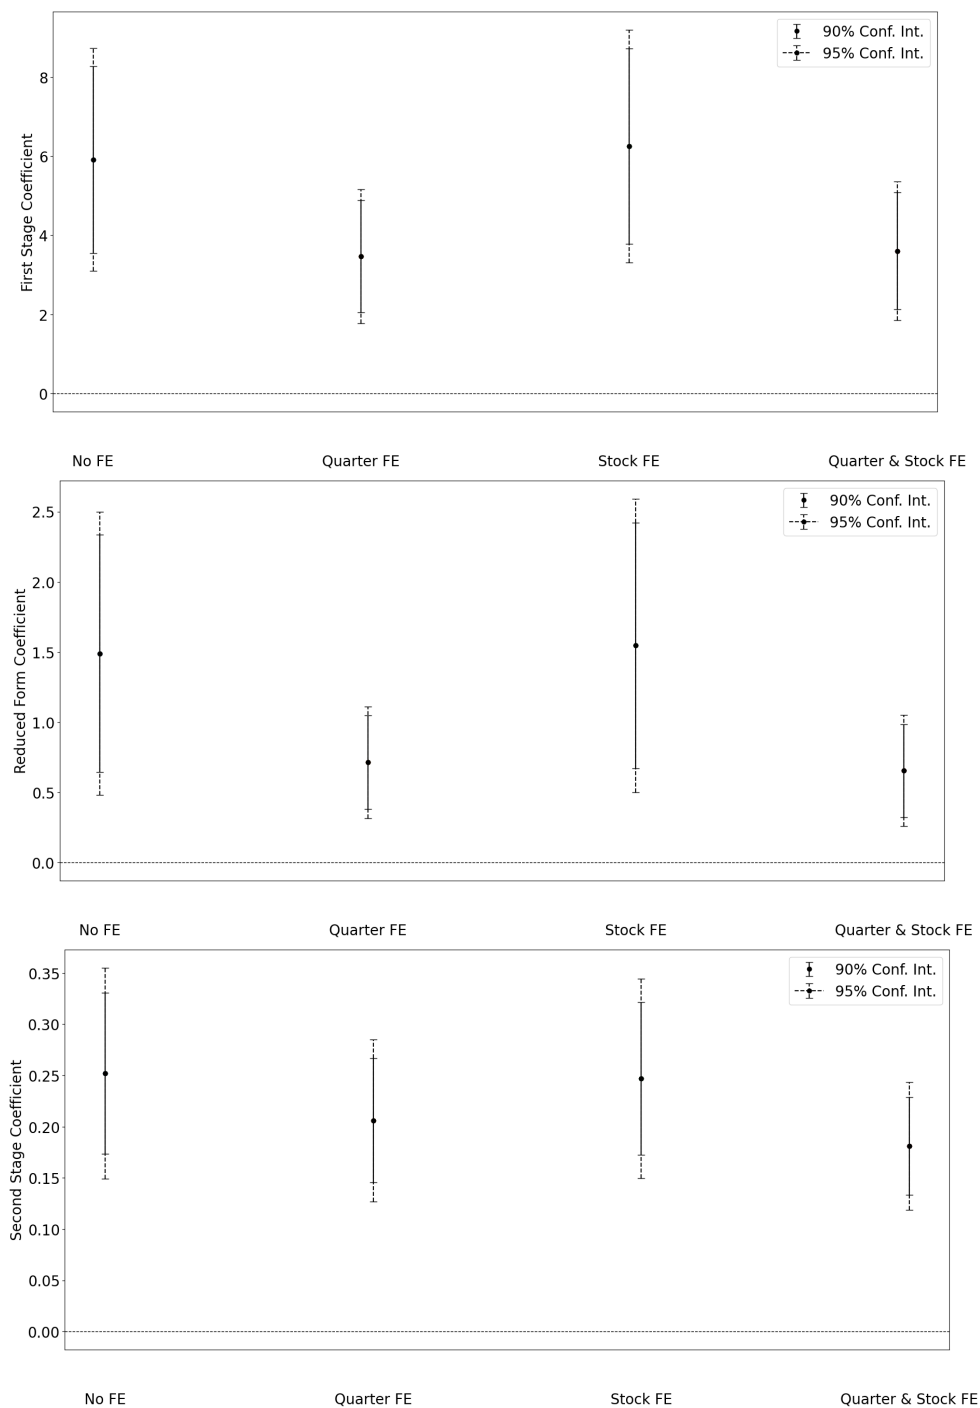 90% Conf. Int.
95% Conf. Int.
First Stage Coefficient
8
6
4
2
0
No FE Quarter FE Stock FE Quarter & Stock FE
90% Conf. Int.
95% Conf. Int.
Reduced Form Coefficient
2.5
2.0
1.5
1.0
0.5
0.0
No FE Quarter FE Stock FE Quarter & Stock FE
90% Conf. Int.
95% Conf. Int.
Second Stage Coefficient
0.35
0.30
0.25
0.20
0.15
0.10
0.05
0.00
No FE Quarter FE Stock FE Quarter & Stock FE